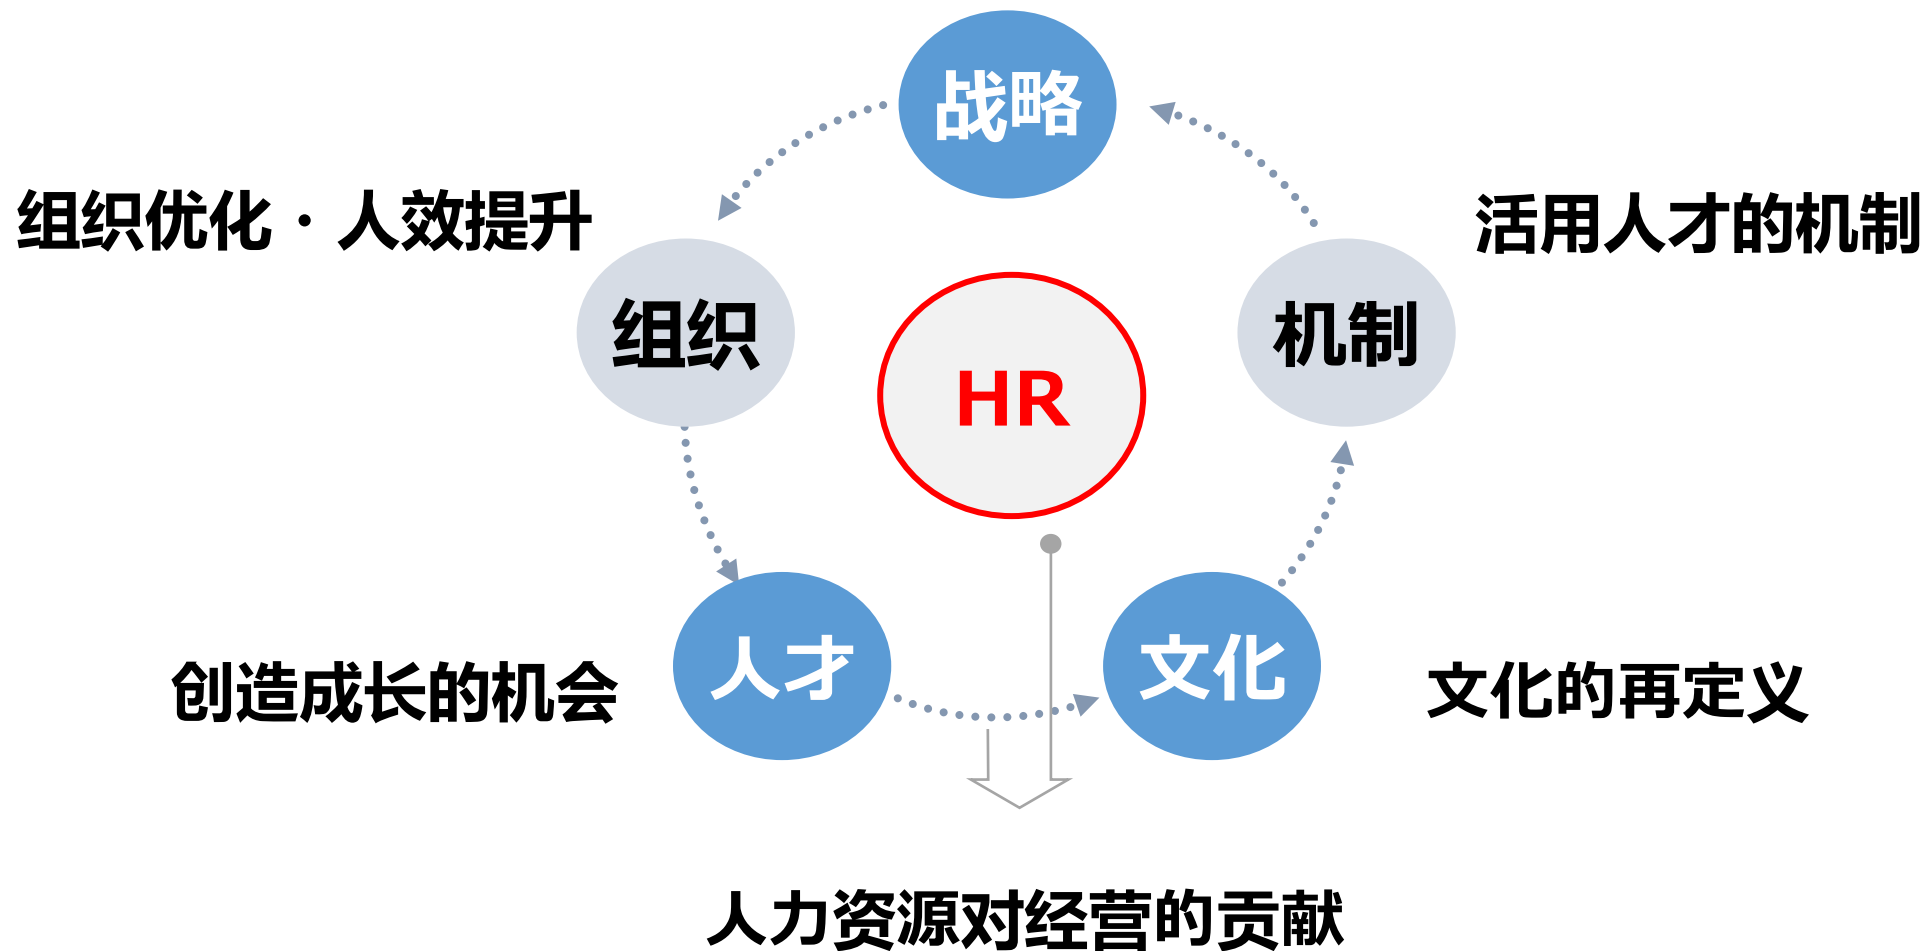 战略
组织优化·人效提升
活用人才的机制
组织
机制
HR
人才
文化
创造成长的机会
文化的再定义
人力资源对经营的贡献